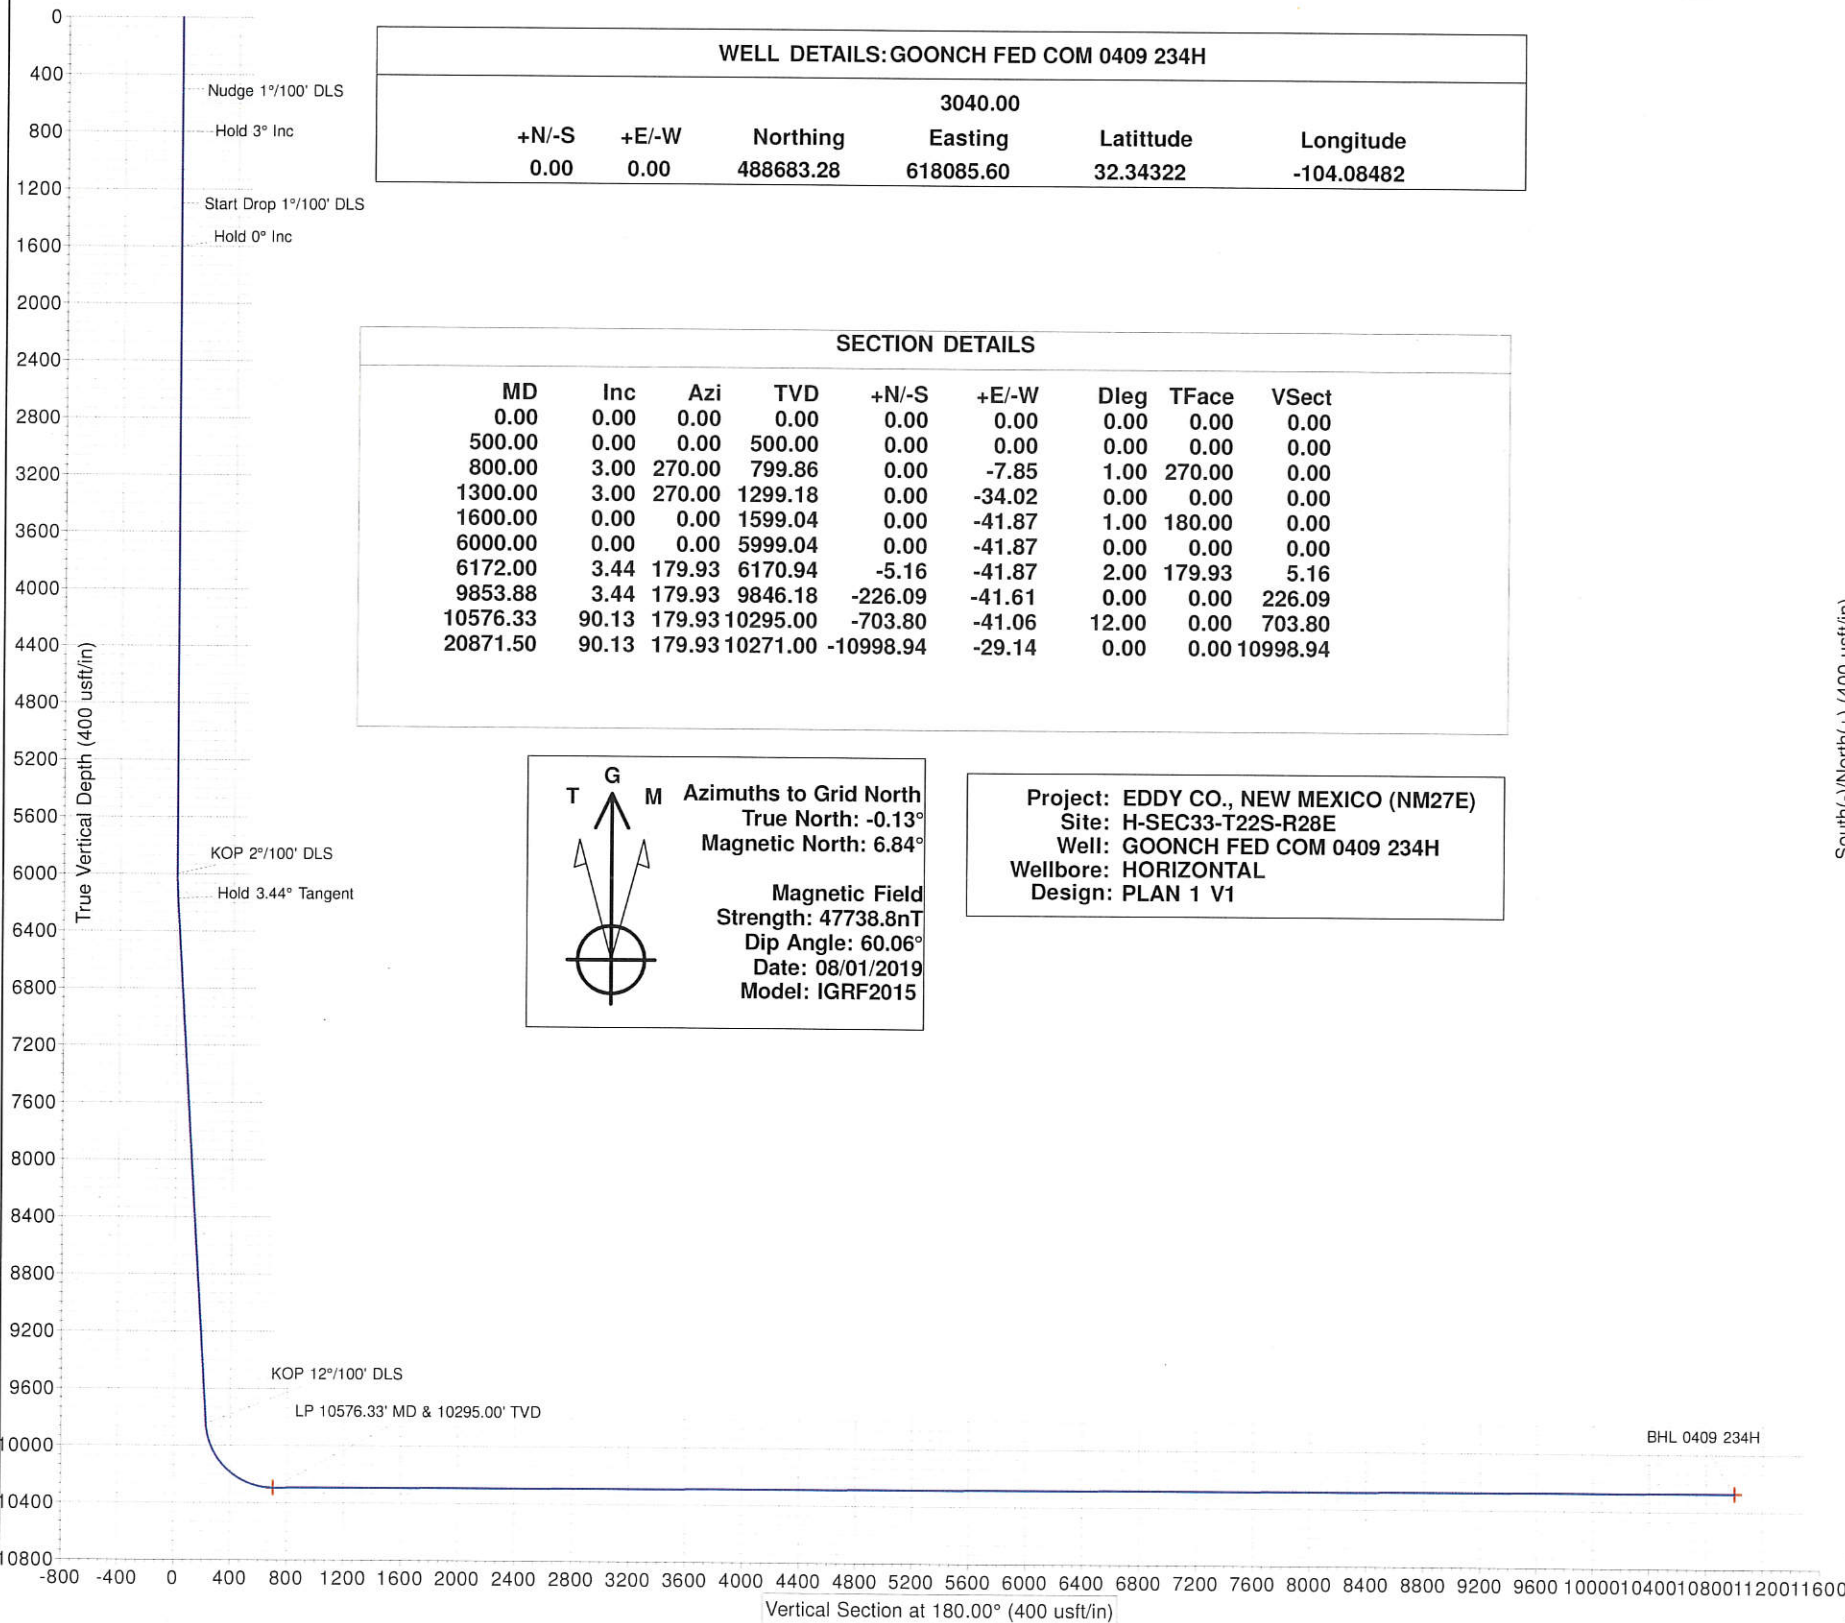 WELL DETAILS:GOONCH FED COM 0409 234H
3040.00
+N/-S +E/-W Northing Easting Latittude Longitude
0.00 0.00 488683.28 618085.60 32.34322 -104.08482
0
400
800
1200
1600
2000
2400
2800
3200
3600
4000
4400
4800
5200
5600
6000
6400
6800
7200
7600
8000
8400
8800
9200
9600
10000
10400
10800
True Vertical Depth (400 usft/in)
Nudge 1°/100' DLS
Hold 3° Inc
Start Drop 1°/100' DLS
Hold 0° Inc
SECTION DETAILS
MD Inc Azi TVD +N/-S +E/-W Dleg TFace VSect
0.00 0.00 0.00 0.00 0.00 0.00 0.00 0.00 0.00
500.00 0.00 0.00 500.00 0.00 0.00 0.00 0.00 0.00
800.00 3.00 270.00 799.86 0.00 -7.85 1.00 270.00 0.00
1300.00 3.00 270.00 1299.18 0.00 -34.02 0.00 0.00 0.00
1600.00 0.00 0.00 1599.04 0.00 -41.87 1.00 180.00 0.00
6000.00 0.00 0.00 5999.04 0.00 -41.87 0.00 0.00 0.00
6172.00 3.44 179.93 6170.94 -5.16 -41.87 2.00 179.93 5.16
9853.88 3.44 179.93 9846.18 -226.09 -41.61 0.00 0.00 226.09
10576.33 90.13 179.93 10295.00 -703.80 -41.06 12.00 0.00 703.80
20871.50 90.13 179.93 10271.00 -10998.94 -29.14 0.00 0.00 10998.94
T G M
Azimuths to Grid North
True North: -0.13°
Magnetic North: 6.84°
Magnetic Field
Strength: 47738.8nT
Dip Angle: 60.06°
Date: 08/01/2019
Model: IGRF2015
Project: EDDY CO., NEW MEXICO (NM27E)
Site: H-SEC33-T22S-R28E
Well: GOONCH FED COM 0409 234H
Wellbore: HORIZONTAL
Design: PLAN 1 V1
KOP 2°/100' DLS
Hold 3.44° Tangent
KOP 12°/100' DLS
LP 10576.33' MD & 10295.00' TVD
BHL 0409 234H
-800 -400 0 400 800 1200 1600 2000 2400 2800 3200 3600 4000 4400 4800 5200 5600 6000 6400 6800 7200 7600 8000 8400 8800 9200 9600 10000 10400 10800 11200 11600
Vertical Section at 180.00° (400 usft/in)